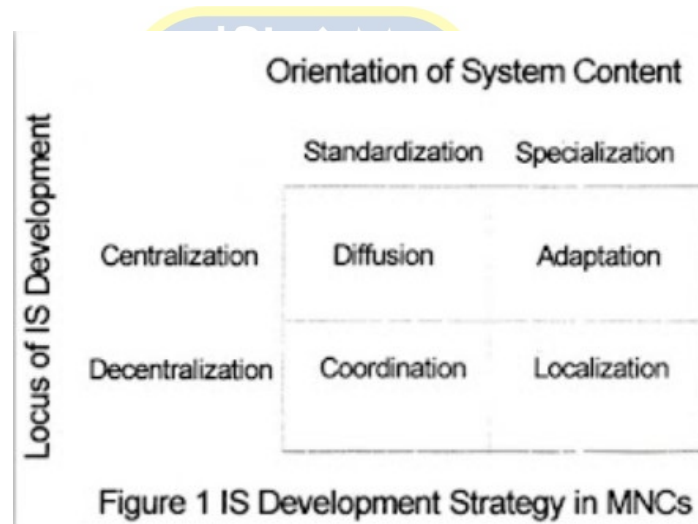 Orientation of System Content
Standardization Specialization
Locus of IS Development
Centralization Diffusion Adaptation
Decentralization Coordination Localization
Figure 1 IS Development Strategy in MNCs